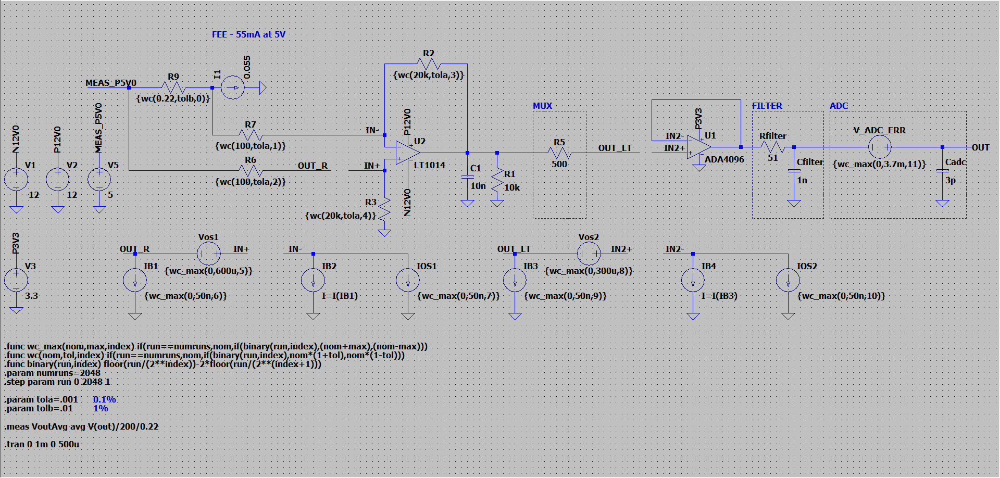 FEE - 55mA at 5V
R2
{wc(20k,tola,3)}
MEAS_P5V0
R9
{wc(0.22,tolb,0)}
I1
0.055
R7
{wc(100,tola,1)}
R6
{wc(100,tola,2)}
OUT_R
IN-
IN+
P12V0
U2
LT1014
N12V0
R3
{wc(20k,tola,4)}
C1
10n
R1
10k
MUX
R5
500
OUT_LT
IN2-
IN2+
P3V3
U1
ADA4096
FILTER
Rfilter
51
Cfilter
1n
ADC
V_ADC_ERR
{wc_max(0,3.7m,11)}
Cadc
3p
OUT
N12V0
V1
-12
P12V0
V2
12
MEAS_P5V0
V5
5
P3V3
V3
3.3
OUT_R
Vos1
IN+
{wc_max(0,600u,5)}
IB1
{wc_max(0,50n,6)}
IN-
IB2
I=I(IB1)
IOS1
{wc_max(0,50n,7)}
OUT_LT
Vos2
IN2+
{wc_max(0,300u,8)}
IB3
{wc_max(0,50n,9)}
IN2-
IB4
I=I(IB3)
IOS2
{wc_max(0,50n,10)}
.func wc_max(nom,max,index) if(run==numruns,nom,if(binary(run,index),(nom+max),(nom-max)))
.func wc(nom,tol,index) if(run==numruns,nom,if(binary(run,index),nom*(1+tol),nom*(1-tol)))
.func binary(run,index) floor(run/(2**index))-2*floor(run/(2**(index+1)))
.param numruns=2048
.step param run 0 2048 1
.param tola=.001 0.1%
.param tolb=.01 1%
.meas VoutAvg avg V(out)/200/0.22
.tran 0 1m 0 500u